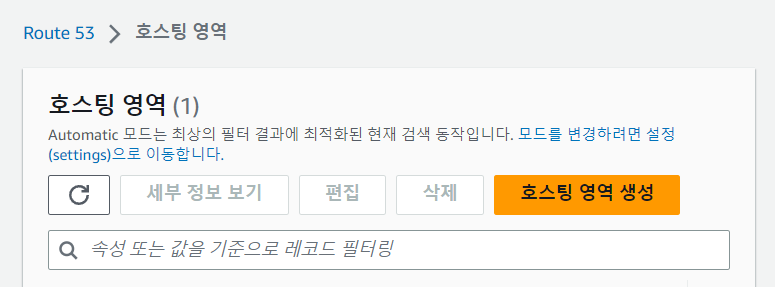 Route 53 > 호스팅 영역
호스팅 영역 (1)
Automatic 모드는 최상의 필터 결과에 최적화된 현재 검색 동작입니다. 모드를 변경하려면 설정
(settings)으로 이동합니다.
세부 정보 보기 편집 삭제 호스팅 영역 생성
속성 또는 값을 기준으로 레코드 필터링